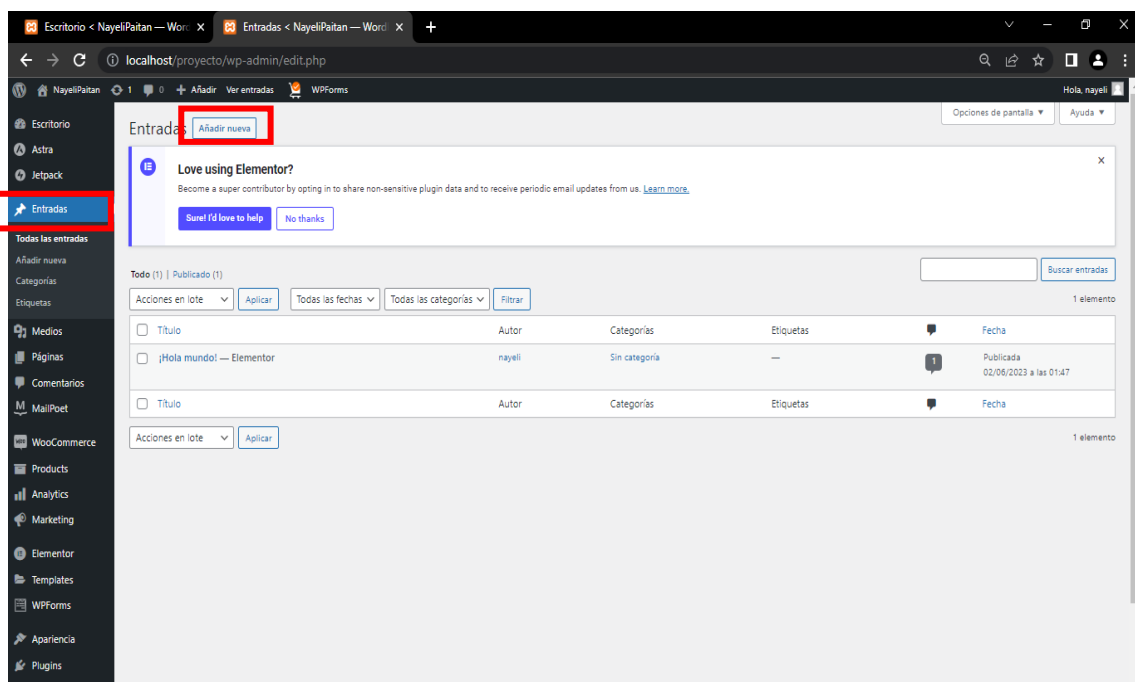 Escritorio < NayeliPaitan — Word
Entradas < NayeliPaitan — Word
localhost/proyecto/wp-admin/edit.php
NayeliPaitan 1 0 Añadir Ver entradas WPForms Hola, nayeli
Opciones de pantalla Ayuda
Escritorio
Astra
Jetpack
Entradas
Todas las entradas
Añadir nueva
Categorías
Etiquetas
Medios
Páginas
Comentarios
MailPoet
WooCommerce
Products
Analytics
Marketing
Elementor
Templates
WPForms
Apariencia
Plugins
Entradas Añadir nueva
Love using Elementor?
Become a super contributor by opting in to share non-sensitive plugin data and to receive periodic email updates from us. Learn more.
Sure! I'd love to help No thanks
Todo (1) | Publicado (1)
Buscar entradas
Acciones en lote Aplicar Todas las fechas Todas las categorías Filtrar 1 elemento
Título Autor Categorías Etiquetas Fecha
¡Hola mundo! — Elementor nayeli Sin categoría — 1 Publicada
02/06/2023 a las 01:47
Título Autor Categorías Etiquetas Fecha
Acciones en lote Aplicar 1 elemento